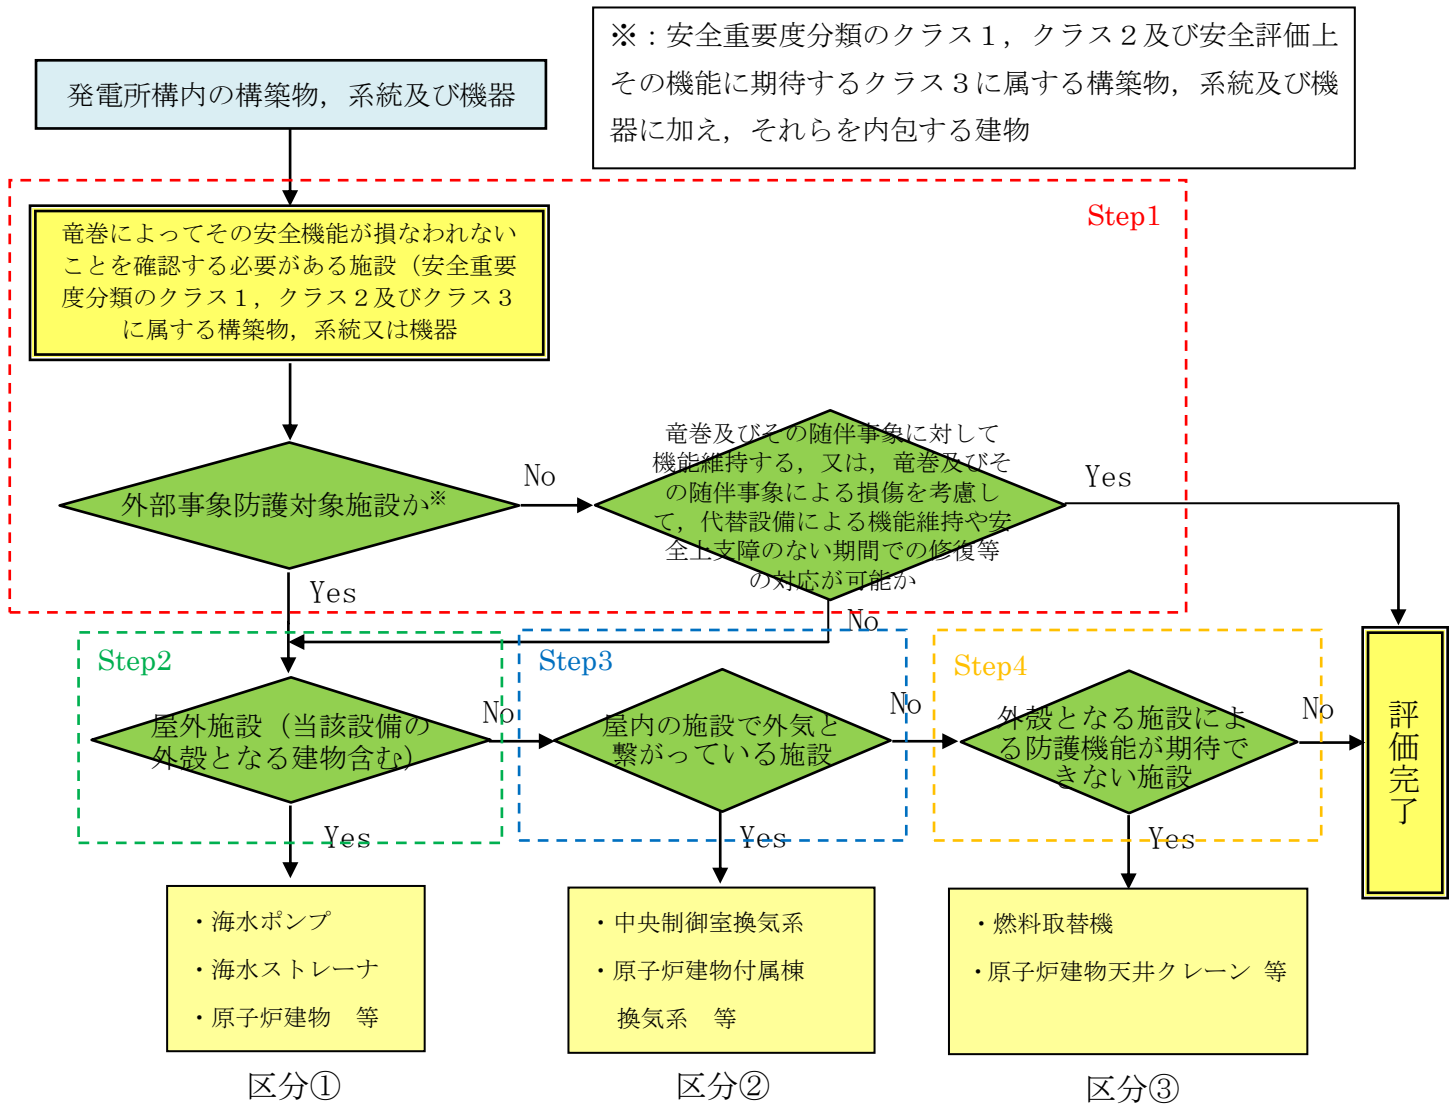 ※：安全重要度分類のクラス１，クラス２及び安全評価上
その機能に期待するクラス３に属する構築物，系統及び機
器に加え，それらを内包する建物
発電所構内の構築物，系統及び機器
Step1
竜巻によってその安全機能が損なわれない
ことを確認する必要がある施設（安全重要
度分類のクラス１，クラス２及びクラス３
に属する構築物，系統又は機器
外部事象防護対象施設か※
No
竜巻及びその随伴事象に対して
機能維持する，又は，竜巻及びそ
の随伴事象による損傷を考慮し
て，代替設備による機能維持や安
全上支障のない期間での修復等
の対応が可能か
Yes
Yes
No
Step2
屋外施設（当該設備の
外殻となる建物含む）
No
Yes
Step3
屋内の施設で外気と
繋がっている施設
No
Yes
Step4
外殻となる施設によ
る防護機能が期待で
きない施設
No
Yes
評価完了
・海水ポンプ
・海水ストレーナ
・原子炉建物　等
・中央制御室換気系
・原子炉建物付属棟
換気系　等
・燃料取替機
・原子炉建物天井クレーン 等
区分①
区分②
区分③